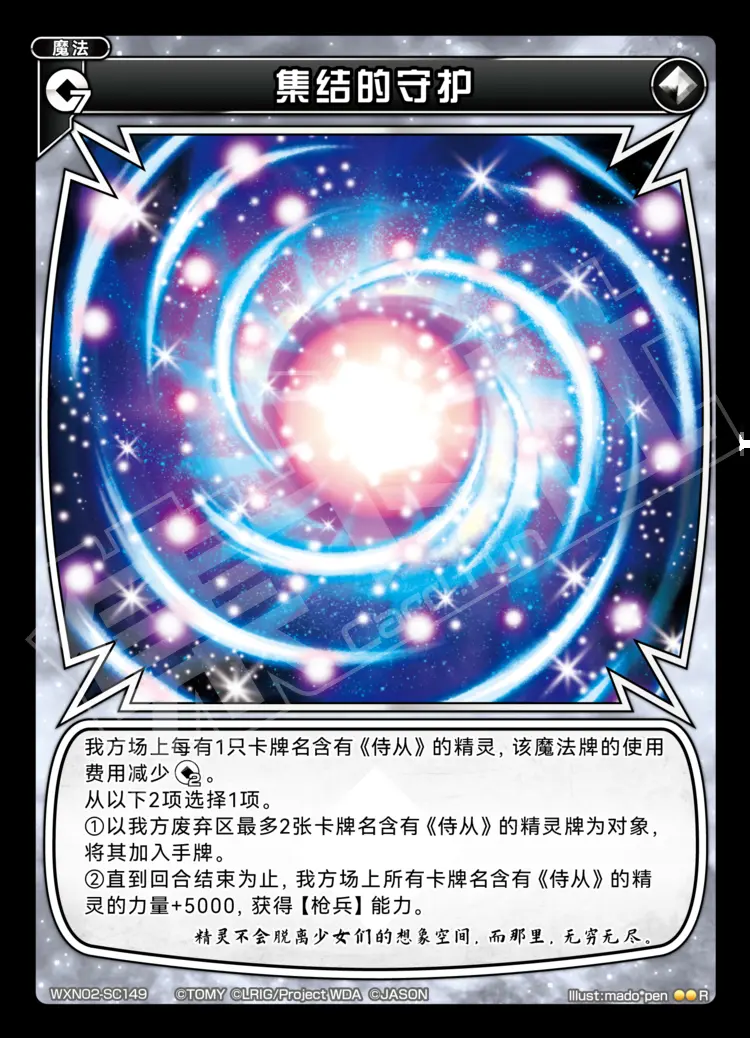 魔法
7
集结的守护
集卡社
Card.fun
我方场上每有1只卡牌名含有《侍从》的精灵，该魔法牌的使用
费用减少2。
从以下2项选择1项。
①以我方废弃区最多2张卡牌名含有《侍从》的精灵牌为对象，
将其加入手牌。
②直到回合结束为止，我方场上所有卡牌名含有《侍从》的精
灵的力量+5000，获得【枪兵】能力。
精灵不会脱离少女们的想象空间，而那里，无穷无尽。
WXN02-SC149 ©TOMY ©LRIG/Project WDA ©JASON Illust:mado*pen R